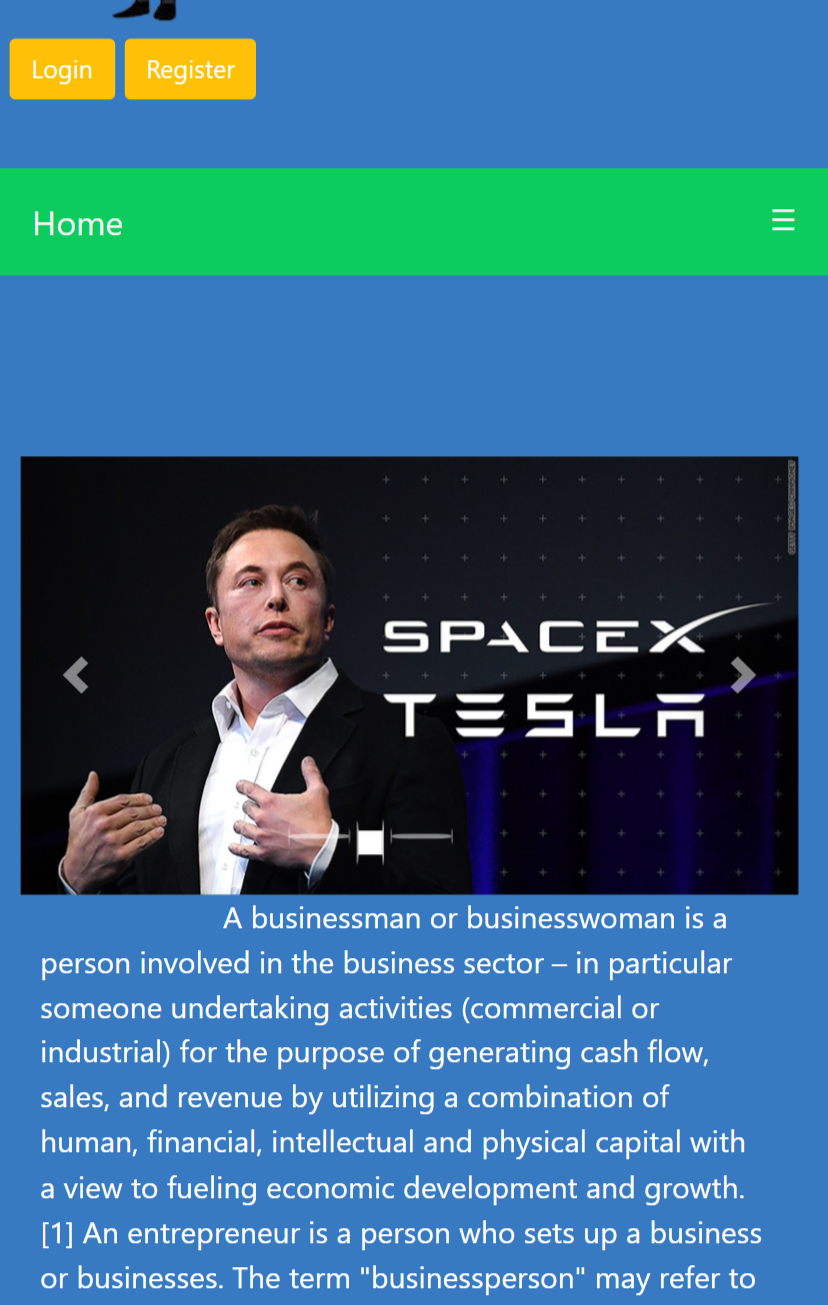 Login Register
Home
SPACEX
TESLA
A businessman or businesswoman is a
person involved in the business sector – in particular
someone undertaking activities (commercial or
industrial) for the purpose of generating cash flow,
sales, and revenue by utilizing a combination of
human, financial, intellectual and physical capital with
a view to fueling economic development and growth.
[1] An entrepreneur is a person who sets up a business
or businesses. The term "businessperson" may refer to